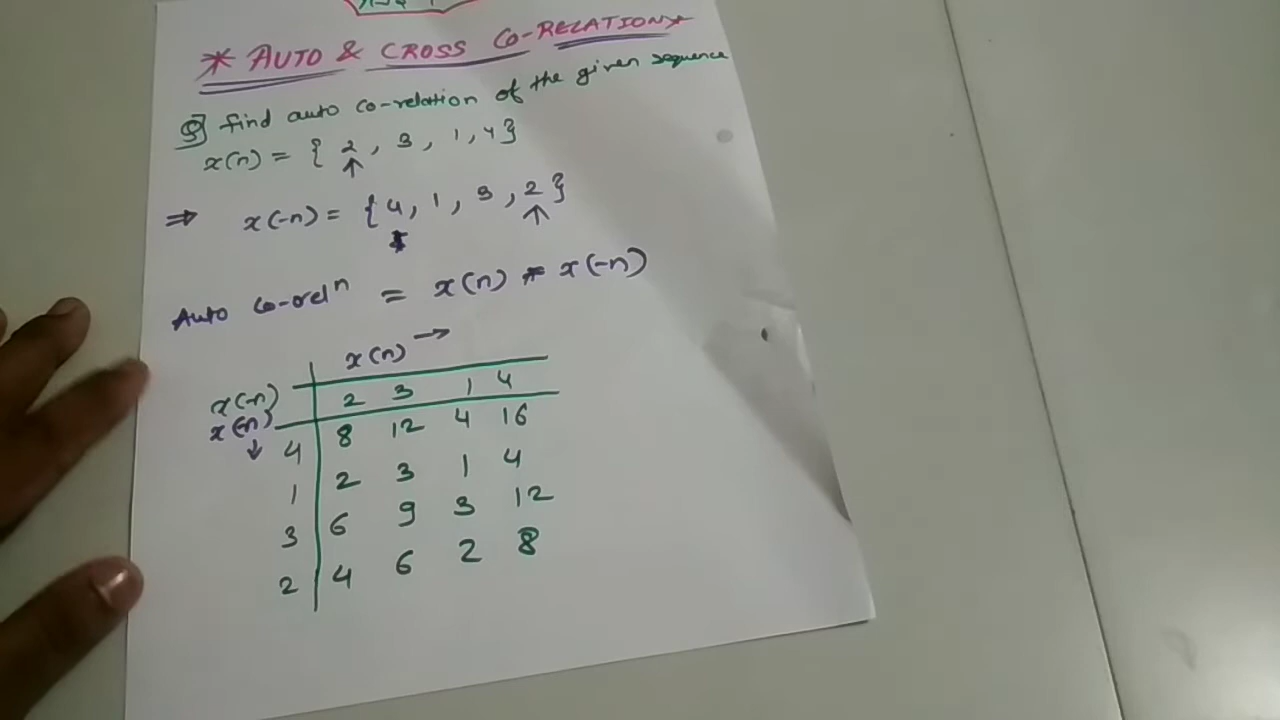 * AUTO & CROSS CO-RELATION *
Q] find auto co-relation of the given sequence
x(n) = { 2, 3, 1, 4 }
↑
⇒ x(-n) = { 4, 1, 3, 2 }
↑
Auto co-reln = x(n) * x(-n)
x(n) →
x(-n) 2 3 1 4
x(-n) ↓
4 8 12 4 16
1 2 3 1 4
3 6 9 3 12
2 4 6 2 8